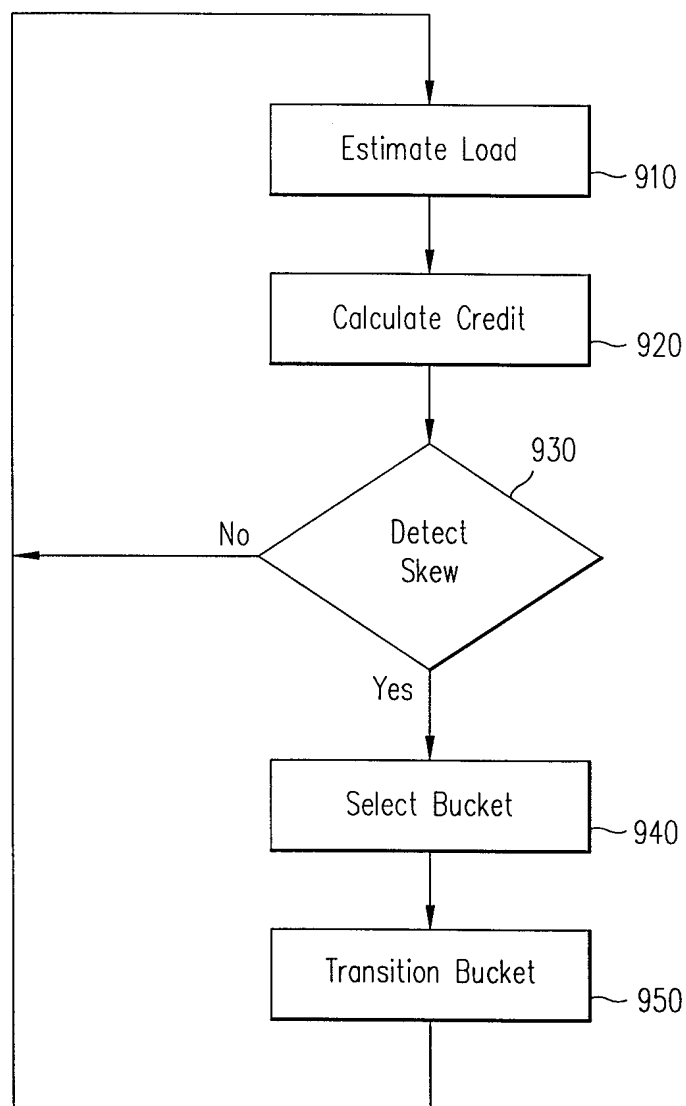 Estimate Load
910
Calculate Credit
920
930
Detect
Skew
No
Yes
Select Bucket
940
Transition Bucket
950